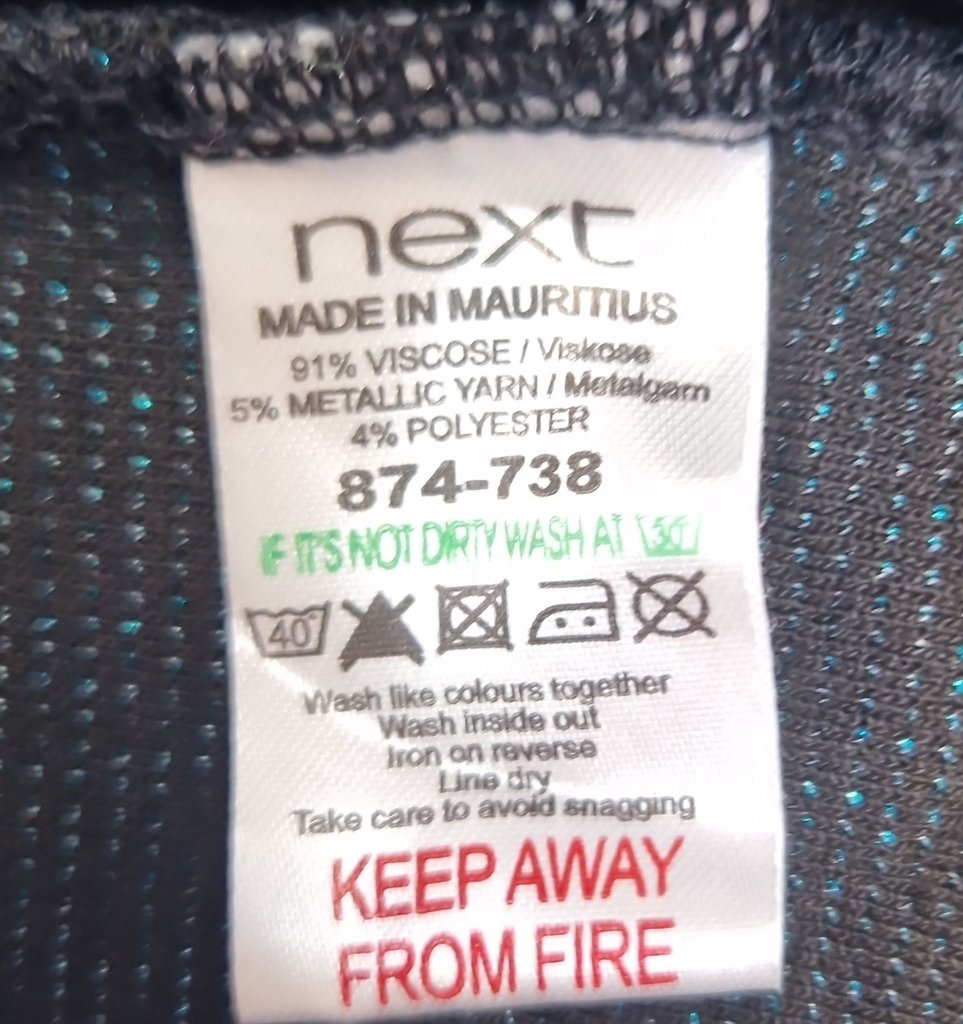 next
MADE IN MAURITIUS
91% VISCOSE / Viskose
5% METALLIC YARN / Metalgarn
4% POLYESTER
874-738
IF IT'S NOT DIRTY WASH AT 30°
40°
Wash like colours together
Wash inside out
Iron on reverse
Line dry
Take care to avoid snagging
KEEP AWAY
FROM FIRE